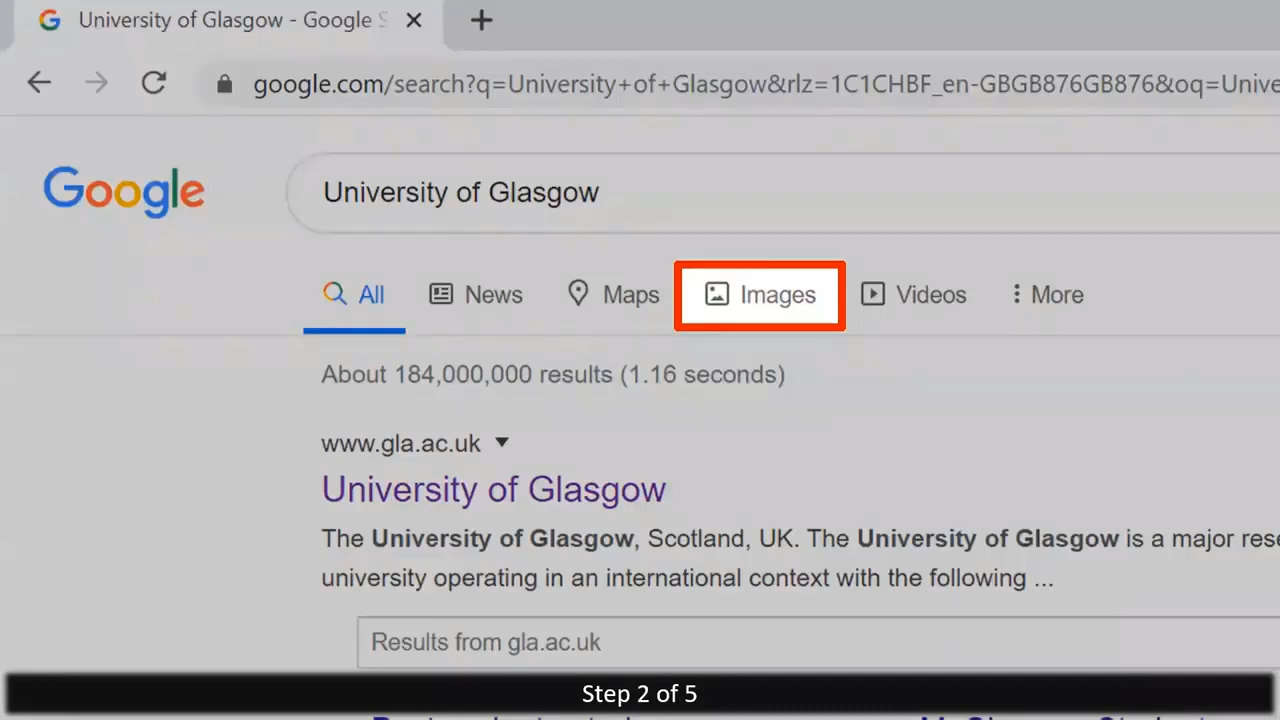 University of Glasgow - Google S
google.com/search?q=University+of+Glasgow&rlz=1C1CHBF_en-GBGB876GB876&oq=Unive
Google
University of Glasgow
All News Maps Images Videos More
About 184,000,000 results (1.16 seconds)
www.gla.ac.uk
University of Glasgow
The University of Glasgow, Scotland, UK. The University of Glasgow is a major rese
university operating in an international context with the following ...
Results from gla.ac.uk
Step 2 of 5